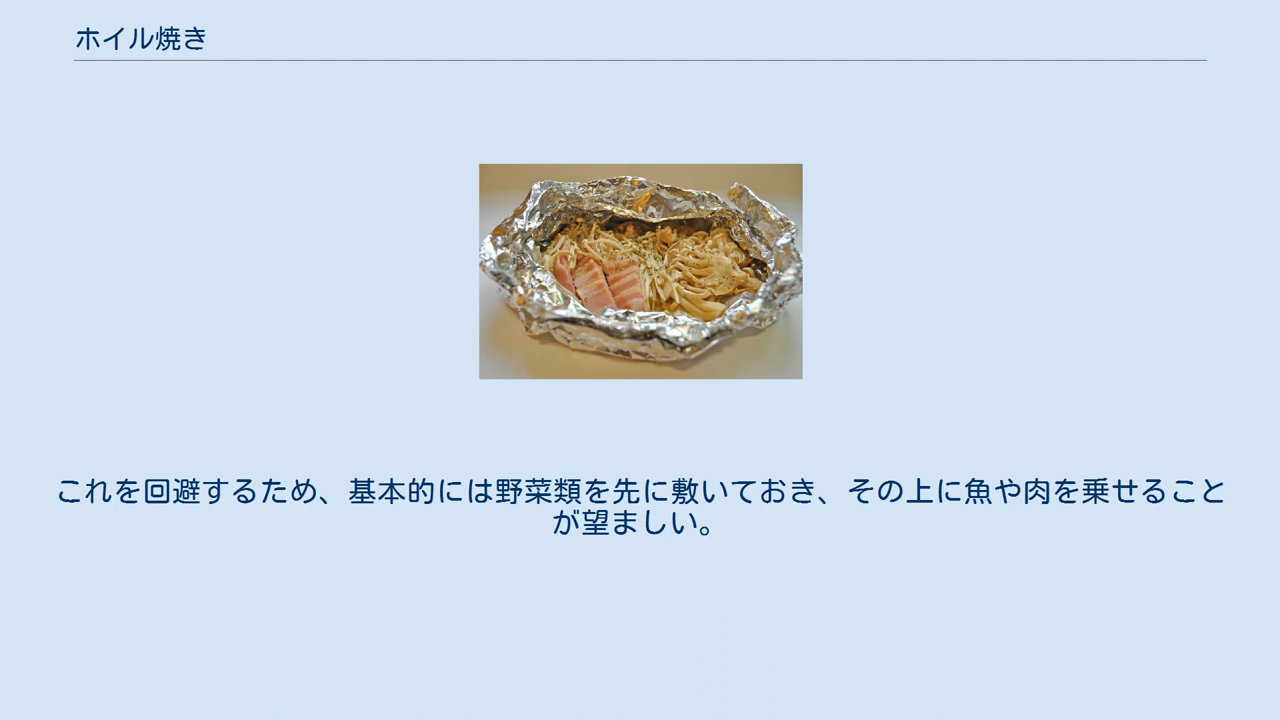 ホイル焼き
これを回避するため、基本的には野菜類を先に敷いておき、その上に魚や肉を乗せること
が望ましい。